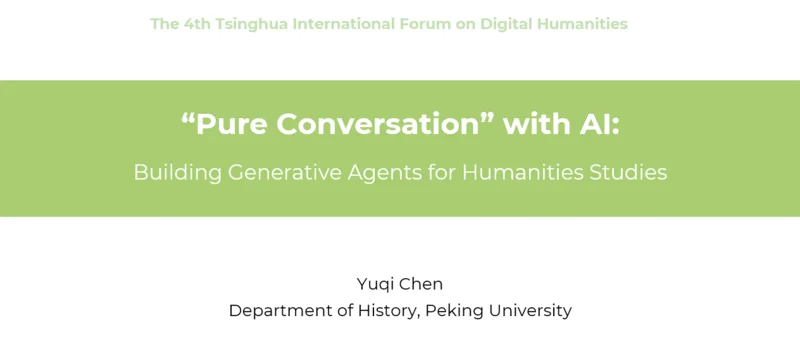 The 4th Tsinghua International Forum on Digital Humanities
“Pure Conversation” with AI:
Building Generative Agents for Humanities Studies
Yuqi Chen
Department of History, Peking University